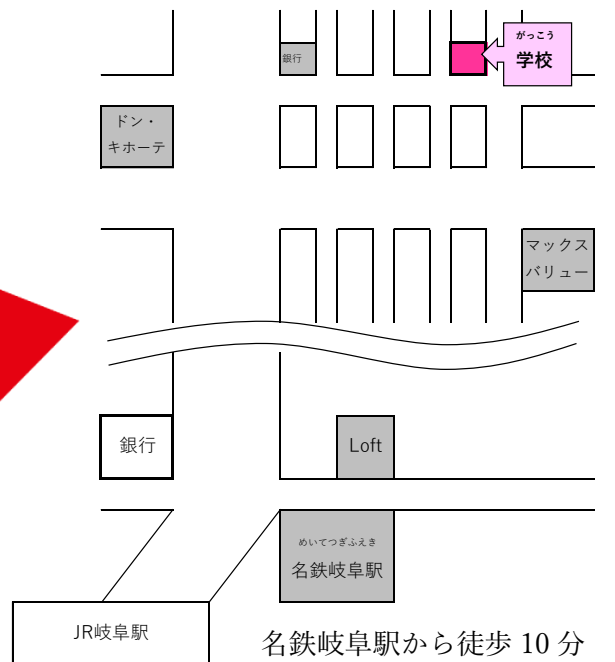 がっこう
学校
銀行
ドン・
キホーテ
マックス
バリュー
銀行
Loft
めいてつぎふえき
名鉄岐阜駅
JR岐阜駅
名鉄岐阜駅から徒歩 10 分